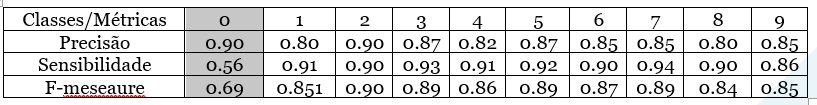 Classes/Métricas 0 1 2 3 4 5 6 7 8 9
Precisão 0.90 0.80 0.90 0.87 0.82 0.87 0.85 0.85 0.80 0.85
Sensibilidade 0.56 0.91 0.90 0.93 0.91 0.92 0.90 0.94 0.90 0.86
F-meseaure 0.69 0.851 0.90 0.89 0.86 0.89 0.87 0.89 0.84 0.85